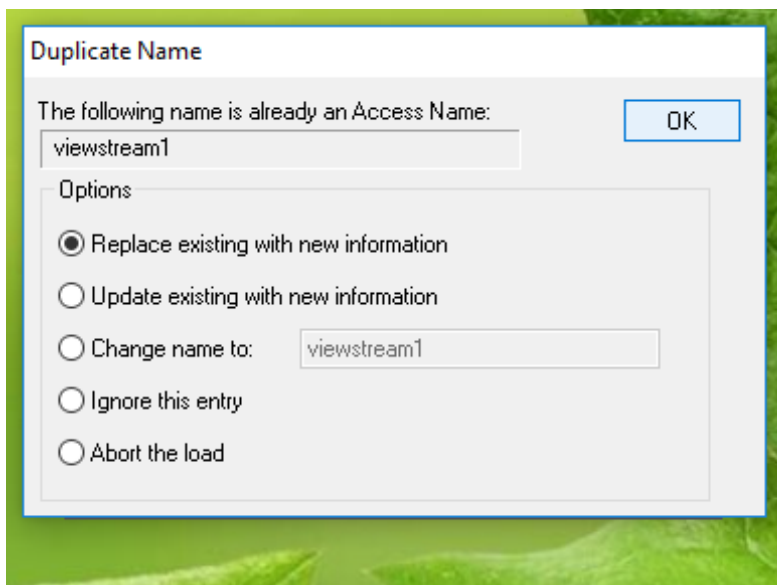 Duplicate Name
The following name is already an Access Name:
OK
viewstream1
Options
Replace existing with new information
Update existing with new information
Change name to:
viewstream1
Ignore this entry
Abort the load